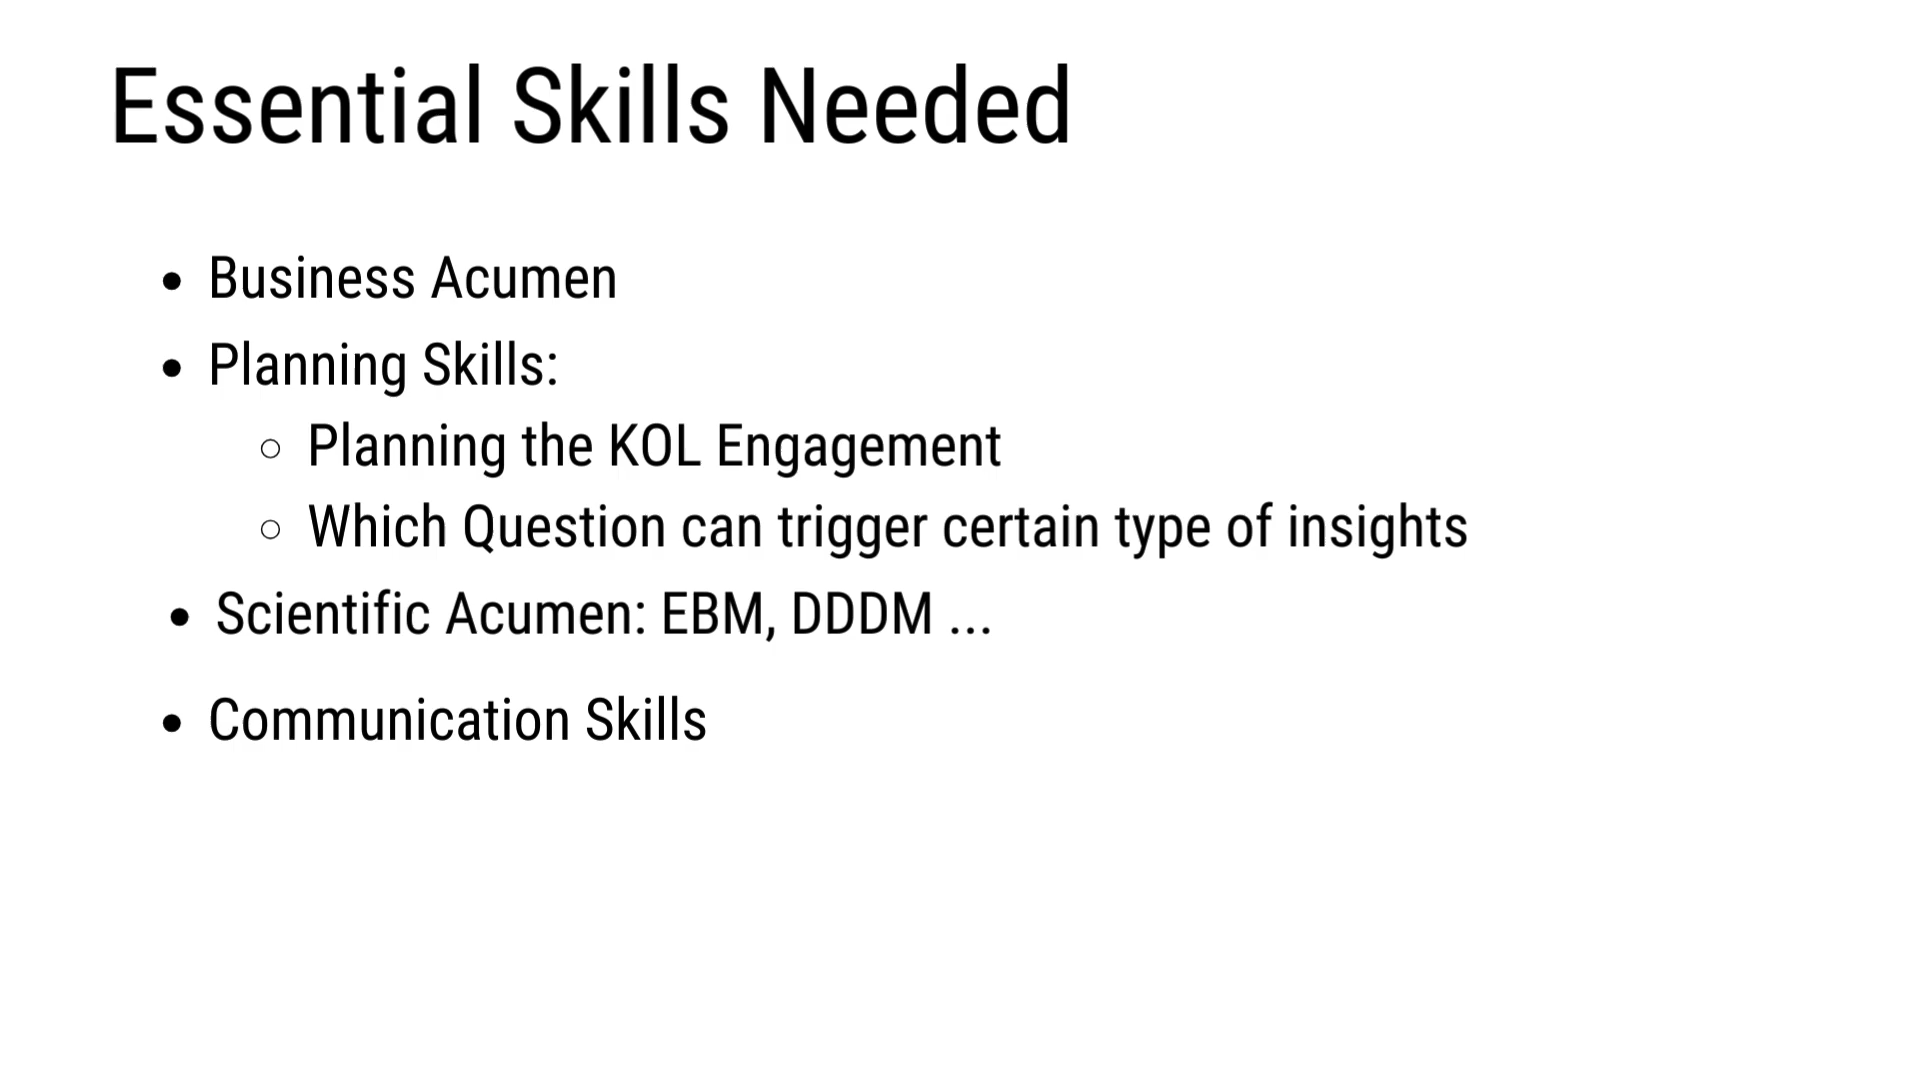 Essential Skills Needed
• Business Acumen
• Planning Skills:
○ Planning the KOL Engagement
○ Which Question can trigger certain type of insights
• Scientific Acumen: EBM, DDDM ...
• Communication Skills